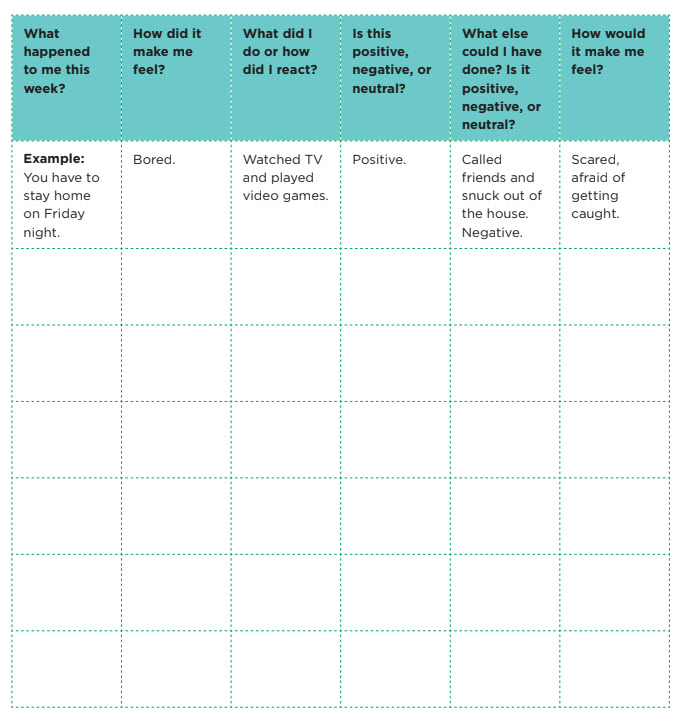 What
happened
to me this
week?
How did it
make me
feel?
What did I
do or how
did I react?
Is this
positive,
negative, or
neutral?
What else
could I have
done? Is it
positive,
negative, or
neutral?
How would
it make me
feel?
Example:
You have to
stay home
on Friday
night.
Bored.
Watched TV
and played
video games.
Positive.
Called
friends and
snuck out of
the house.
Negative.
Scared,
afraid of
getting
caught.